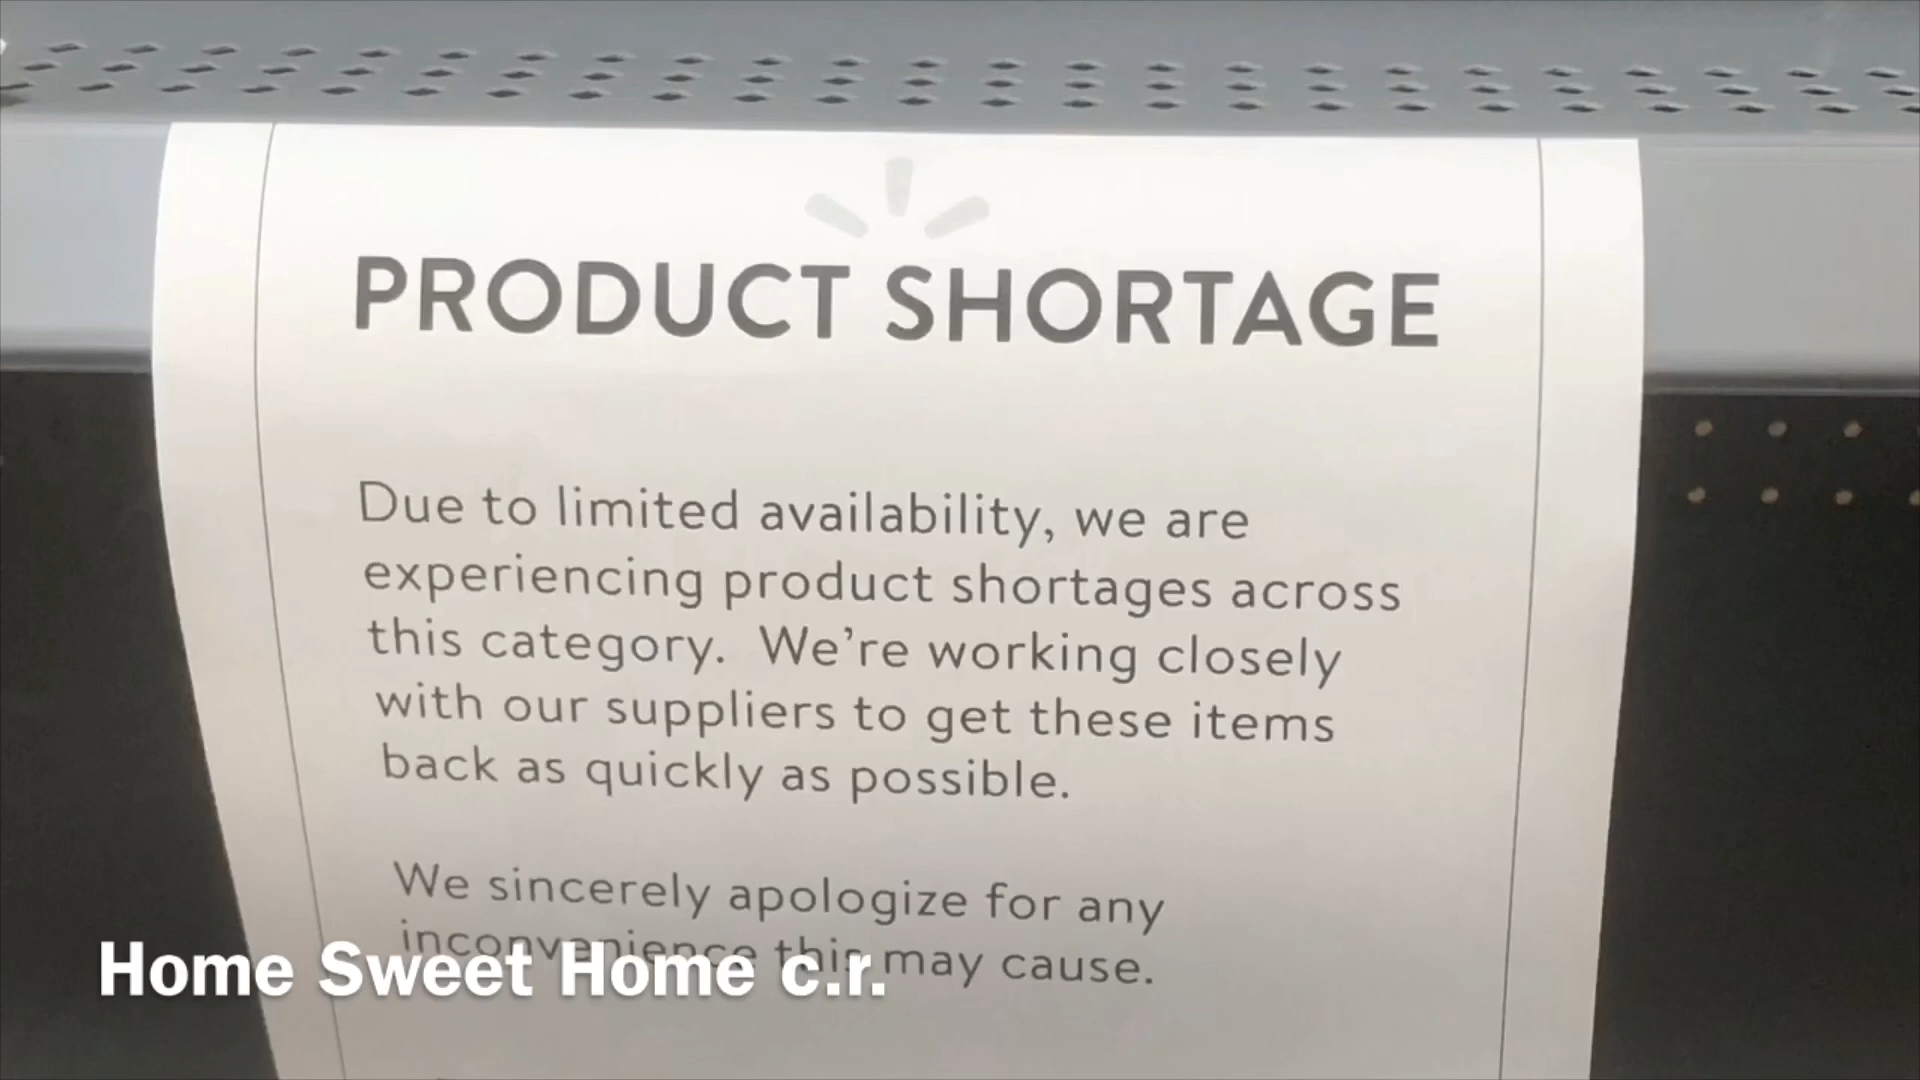 PRODUCT SHORTAGE
Due to limited availability, we are
experiencing product shortages across
this category. We're working closely
with our suppliers to get these items
back as quickly as possible.
We sincerely apologize for any
inconvenience this may cause.
Home Sweet Home c.r.